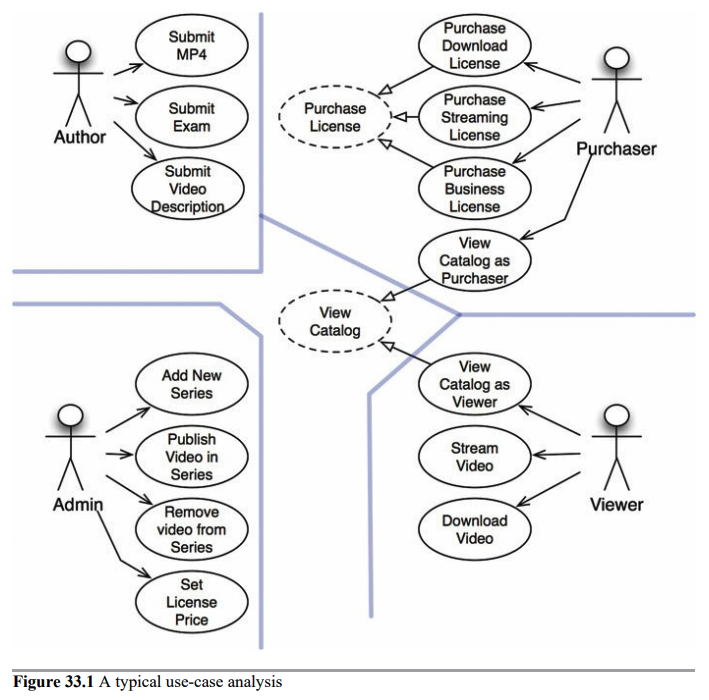 Submit
MP4
Submit
Exam
Submit
Video
Description
Author
Purchase
Download
License
Purchase
Streaming
License
Purchase
Business
License
Purchase
License
Purchaser
View
Catalog as
Purchaser
View
Catalog
Add New
Series
Publish
Video in
Series
Remove
video from
Series
Set
License
Price
Admin
View
Catalog as
Viewer
Stream
Video
Download
Video
Viewer
Figure 33.1 A typical use-case analysis